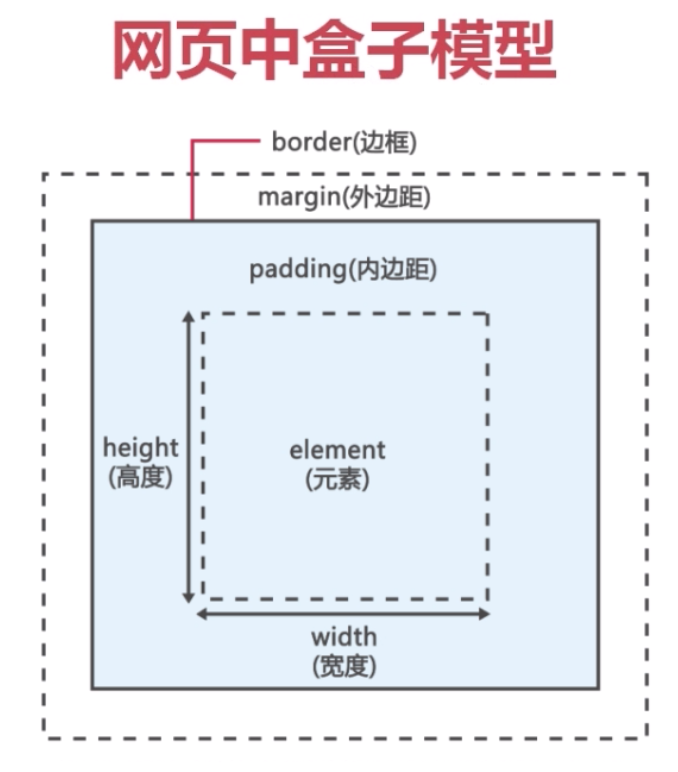 网页中盒子模型
border(边框)
margin(外边距)
padding(内边距)
height
(高度)
element
(元素)
width
(宽度)